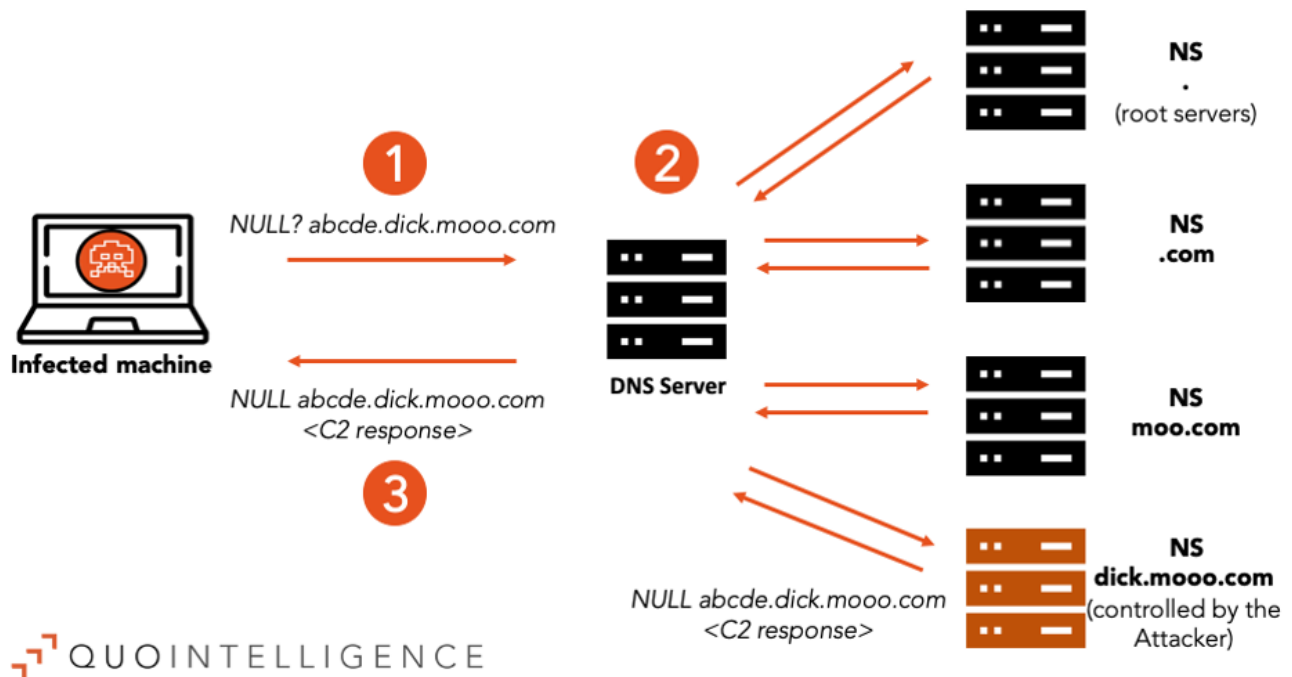 1
NULL? abcde.dick.mooo.com
Infected machine
NULL abcde.dick.mooo.com
<C2 response>
3
2
DNS Server
NS
.
(root servers)
NS
.com
NS
moo.com
NS
dick.mooo.com
(controlled by the
Attacker)
NULL abcde.dick.mooo.com
<C2 response>
QUOINTELLIGENCE